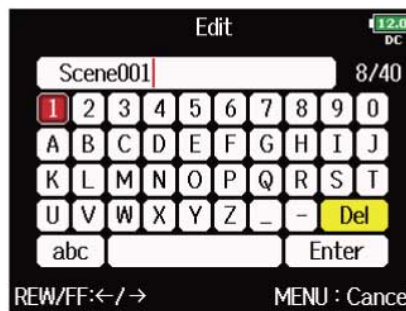 Edit
12.0
DC
Scene001
8/40
1 2 3 4 5 6 7 8 9 0
A B C D E F G H I J
K L M N O P Q R S T
U V W X Y Z _ - Del
abc Enter
REW/FF:←/→ MENU : Cance